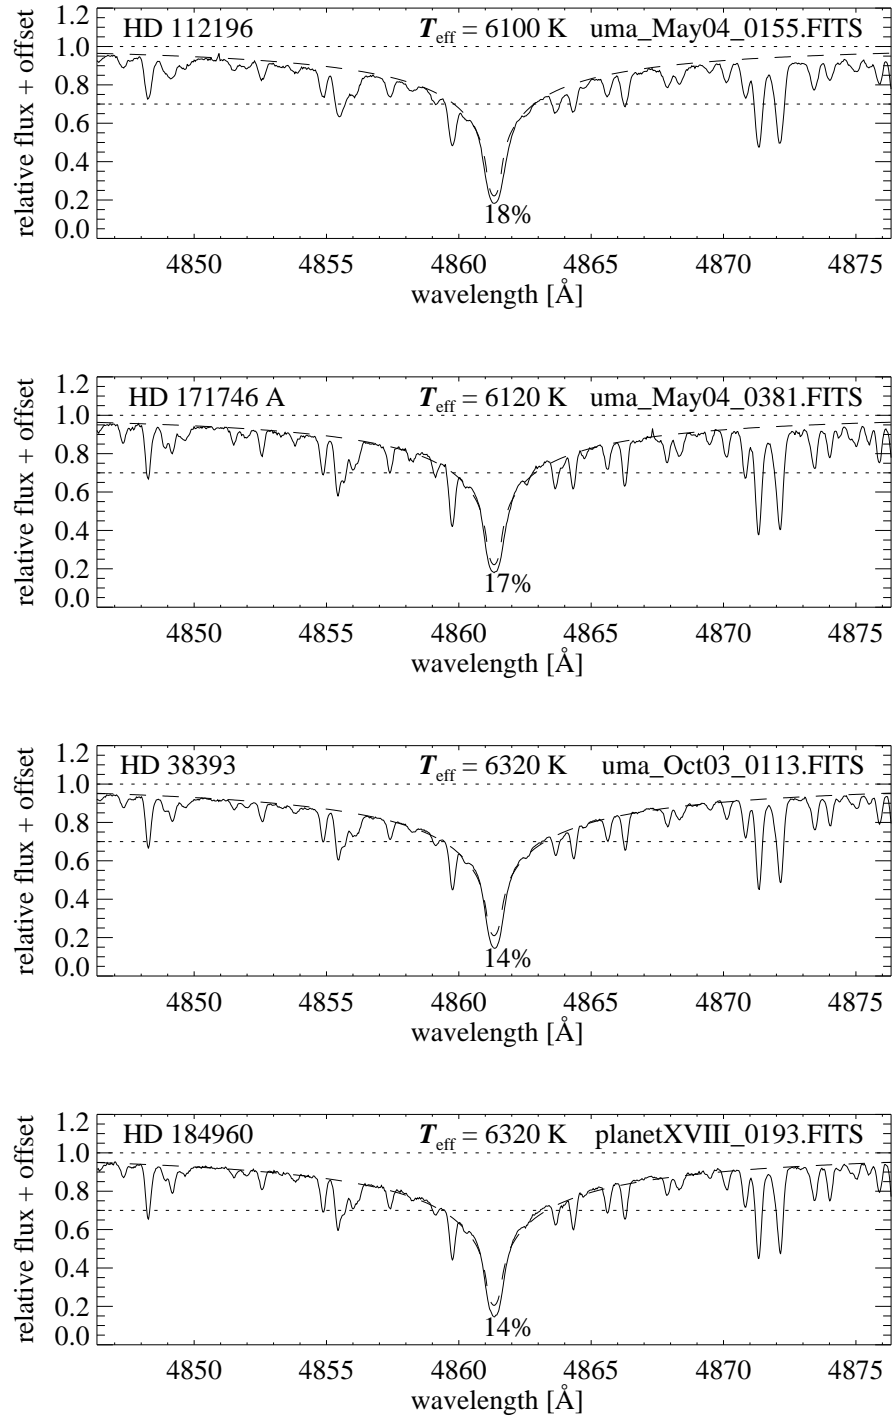 HD 112196 Teff = 6100 K uma_May04_0155.FITS
relative flux + offset
1.2
1.0
0.8
0.6
0.4
0.2
0.0
18%
4850 4855 4860 4865 4870 4875
wavelength [Å]
HD 171746 A Teff = 6120 K uma_May04_0381.FITS
relative flux + offset
1.2
1.0
0.8
0.6
0.4
0.2
0.0
17%
4850 4855 4860 4865 4870 4875
wavelength [Å]
HD 38393 Teff = 6320 K uma_Oct03_0113.FITS
relative flux + offset
1.2
1.0
0.8
0.6
0.4
0.2
0.0
14%
4850 4855 4860 4865 4870 4875
wavelength [Å]
HD 184960 Teff = 6320 K planetXVIII_0193.FITS
relative flux + offset
1.2
1.0
0.8
0.6
0.4
0.2
0.0
14%
4850 4855 4860 4865 4870 4875
wavelength [Å]